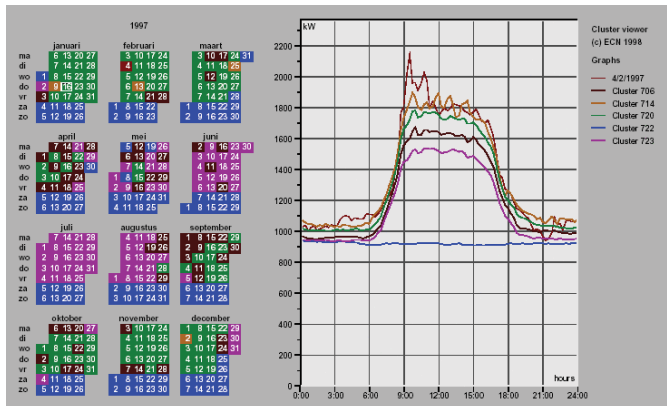 1997
januari februari maart
ma 6 13 20 27 3 10 17 24 3 10 17 24 31
di 7 14 21 28 4 11 18 25 4 11 18 25
wo 1 8 15 22 29 5 12 19 26 5 12 19 26
do 2 9 16 23 30 6 13 20 27 6 13 20 27
vr 3 10 17 24 31 7 14 21 28 7 14 21 28
za 4 11 18 25 1 8 15 22 1 8 15 22 29
zo 5 12 19 26 2 9 16 23 2 9 16 23 30
april mei juni
ma 7 14 21 28 5 12 19 26 2 9 16 23 30
di 1 8 15 22 29 6 13 20 27 3 10 17 24
wo 2 9 16 23 30 7 14 21 28 4 11 18 25
do 3 10 17 24 1 8 15 22 29 5 12 19 26
vr 4 11 18 25 2 9 16 23 30 6 13 20 27
za 5 12 19 26 3 10 17 24 31 7 14 21 28
zo 6 13 20 27 4 11 18 25 1 8 15 22 29
juli augustus september
ma 7 14 21 28 4 11 18 25 1 8 15 22 29
di 1 8 15 22 29 5 12 19 26 2 9 16 23 30
wo 2 9 16 23 30 6 13 20 27 3 10 17 24
do 3 10 17 24 31 7 14 21 28 4 11 18 25
vr 4 11 18 25 1 8 15 22 29 5 12 19 26
za 5 12 19 26 2 9 16 23 30 6 13 20 27
zo 6 13 20 27 3 10 17 24 31 7 14 21 28
oktober november december
ma 6 13 20 27 3 10 17 24 1 8 15 22 29
di 7 14 21 28 4 11 18 25 2 9 16 23 30
wo 1 8 15 22 29 5 12 19 26 3 10 17 24 31
do 2 9 16 23 30 6 13 20 27 4 11 18 25
vr 3 10 17 24 31 7 14 21 28 5 12 19 26
za 4 11 18 25 1 8 15 22 29 6 13 20 27
zo 5 12 19 26 2 9 16 23 30 7 14 21 28
kW
2200
2000
1800
1600
1400
1200
1000
800
600
400
200
0
hours
0:00 3:00 6:00 9:00 12:00 15:00 18:00 21:00 24:00
Cluster viewer
(c) ECN 1998
Graphs
4/2/1997
Cluster 706
Cluster 714
Cluster 720
Cluster 722
Cluster 723